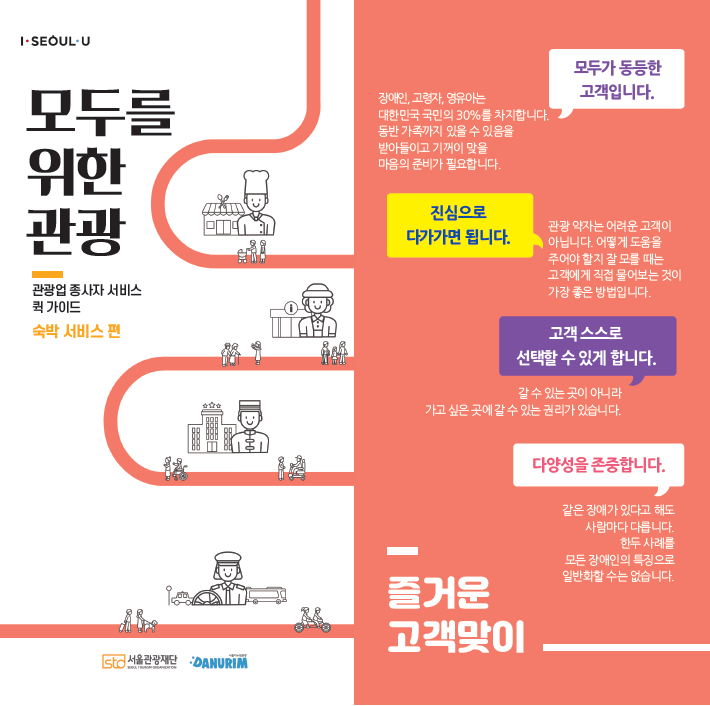 I·SEOUL·U
모두를
위한
관광
관광업 종사자 서비스
퀵 가이드
숙박 서비스 편
i
std 서울관광재단
SEOUL TOURISM ORGANIZATION
DANURIM
모두가 동등한
고객입니다.
장애인, 고령자, 영유아는
대한민국 국민의 30%를 차지합니다.
동반 가족까지 있을 수 있음을
받아들이고 기꺼이 맞을
마음의 준비가 필요합니다.
진심으로
다가가면 됩니다.
관광 약자는 어려운 고객이
아닙니다. 어떻게 도움을
주어야 할지 잘 모를 때는
고객에게 직접 물어보는 것이
가장 좋은 방법입니다.
고객 스스로
선택할 수 있게 합니다.
갈 수 있는 곳이 아니라
가고 싶은 곳에 갈 수 있는 권리가 있습니다.
다양성을 존중합니다.
같은 장애가 있다고 해도
사람마다 다릅니다.
한두 사례를
모든 장애인의 특징으로
일반화할 수는 없습니다.
즐거운
고객맞이